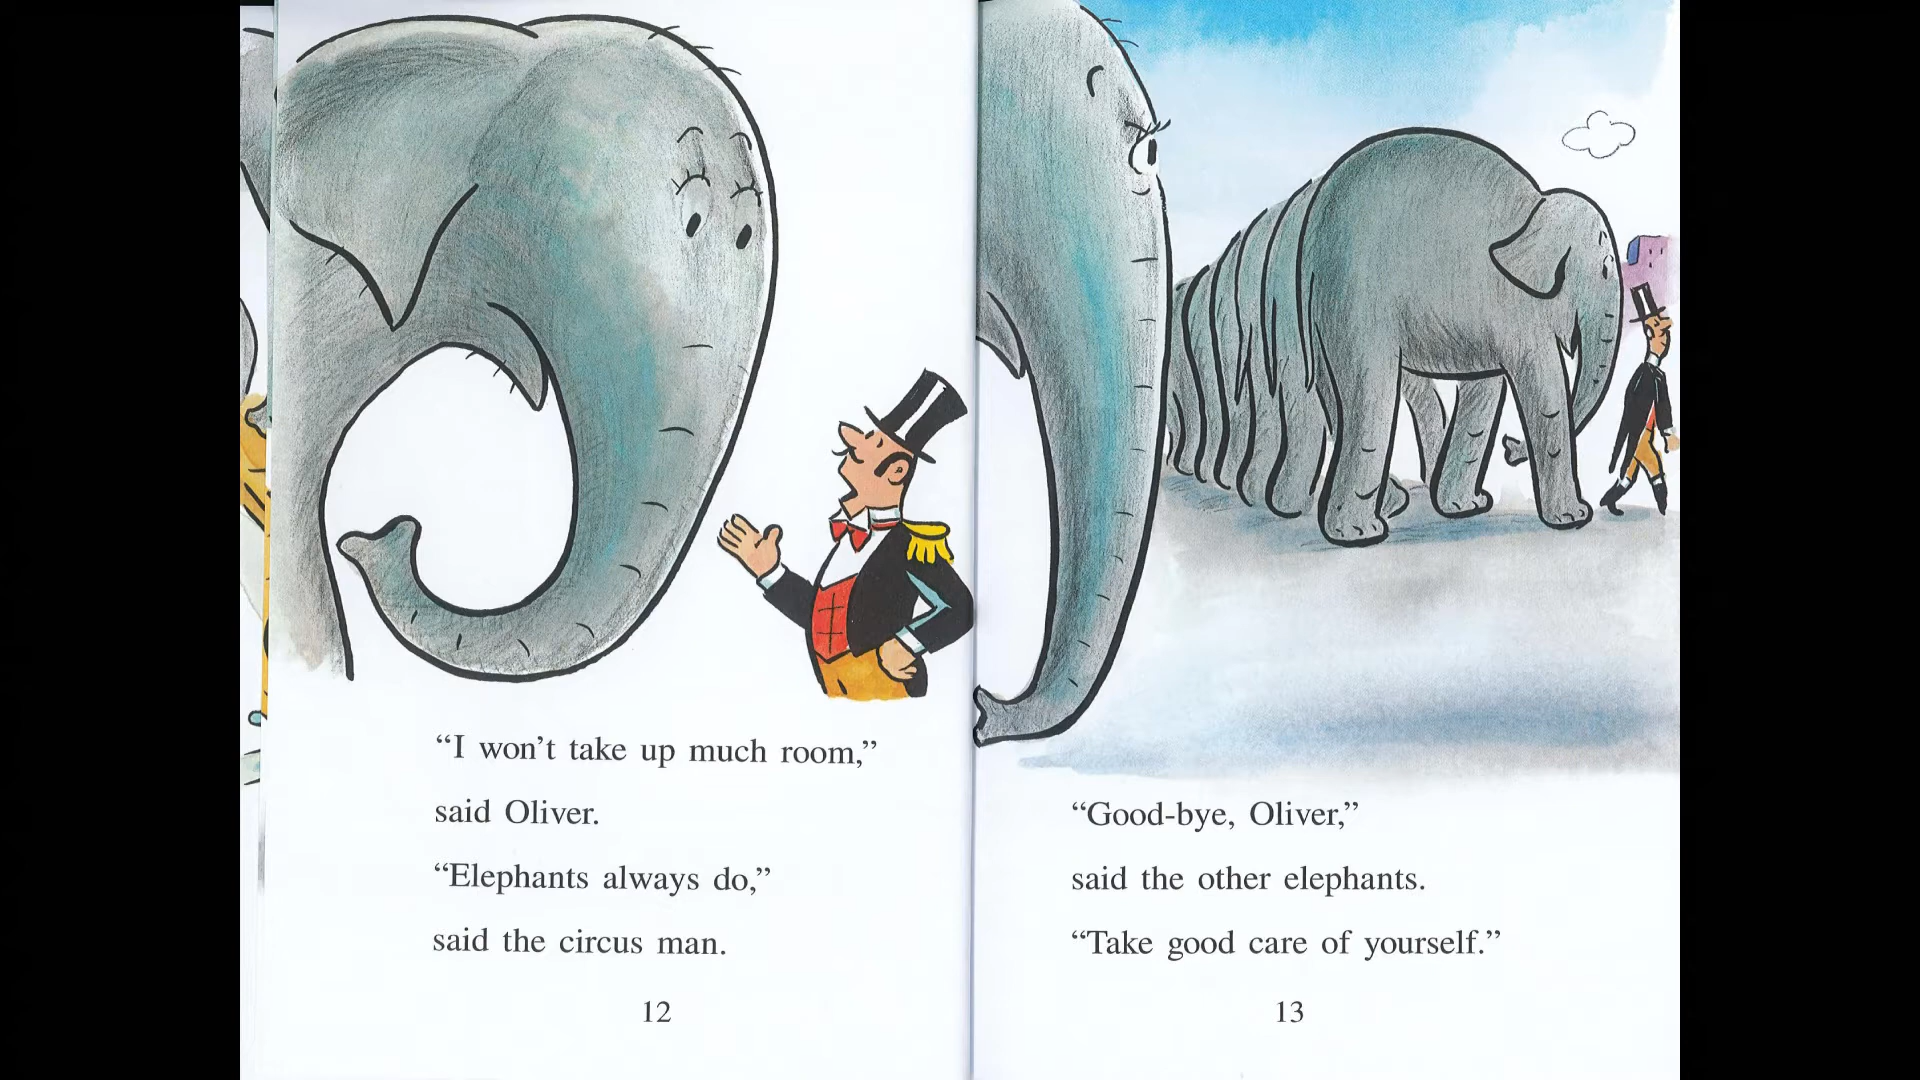 “I won’t take up much room,”
said Oliver.
“Elephants always do,”
said the circus man.
12
“Good-bye, Oliver,”
said the other elephants.
“Take good care of yourself.”
13